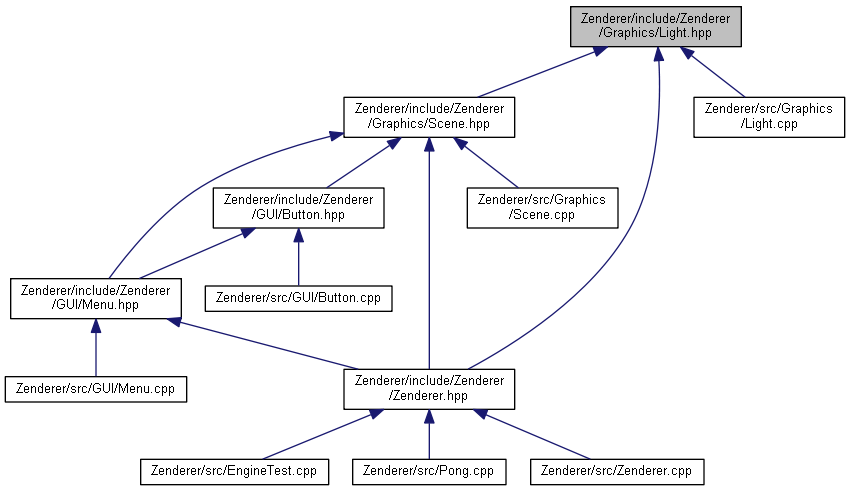 Zenderer/include/Zenderer
/Graphics/Light.hpp
Zenderer/include/Zenderer
/Graphics/Scene.hpp
Zenderer/src/Graphics
/Light.cpp
Zenderer/include/Zenderer
/GUI/Button.hpp
Zenderer/src/Graphics
/Scene.cpp
Zenderer/include/Zenderer
/GUI/Menu.hpp
Zenderer/src/GUI/Button.cpp
Zenderer/src/GUI/Menu.cpp
Zenderer/include/Zenderer
/Zenderer.hpp
Zenderer/src/EngineTest.cpp
Zenderer/src/Pong.cpp
Zenderer/src/Zenderer.cpp